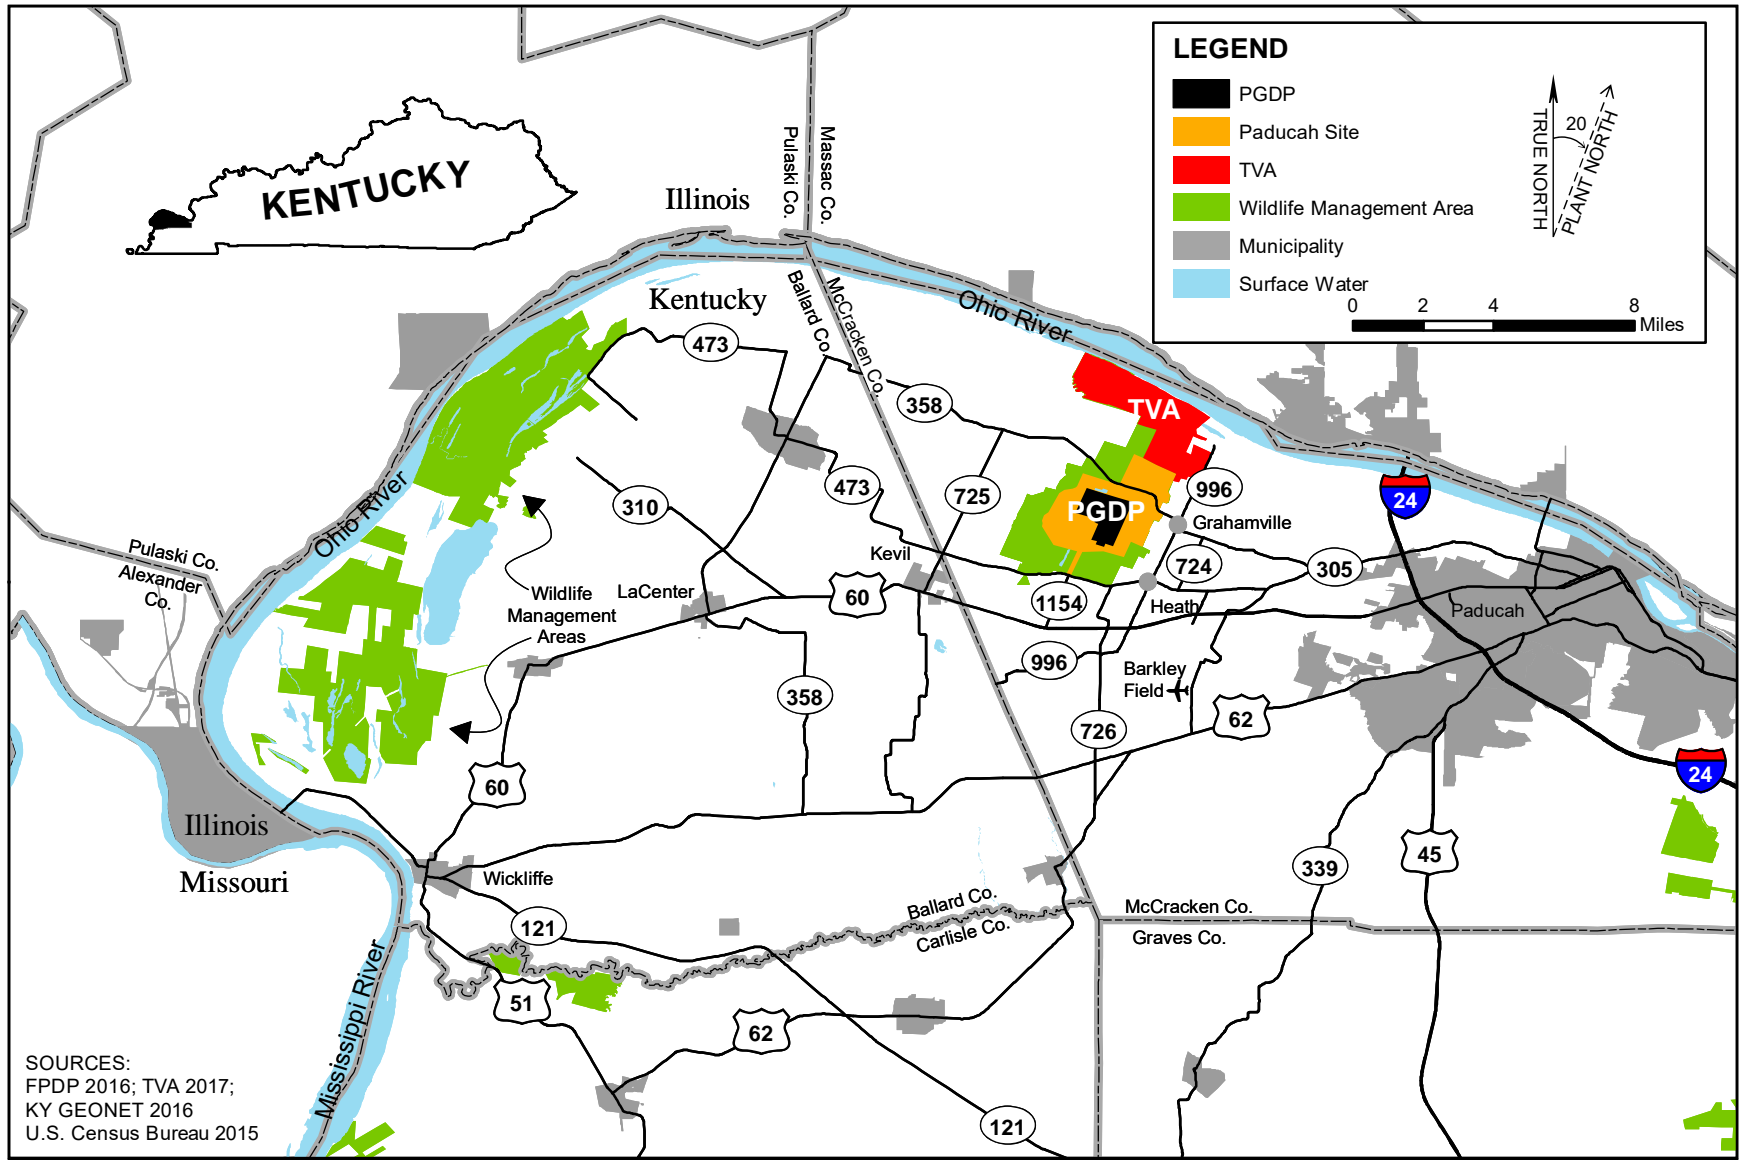 LEGEND
PGDP
Paducah Site
TVA
Wildlife Management Area
Municipality
Surface Water
TRUE NORTH
20
PLANT NORTH
0 2 4 8
Miles
KENTUCKY
Illinois
Pulaski Co.
Massac Co.
Kentucky
Ballard Co.
McCracken Co.
Ohio River
473
358
TVA
473
725
996
24
310
PGDP
Grahamville
Ohio River
Pulaski Co.
Alexander
Co.
Kevil
724
305
Wildlife
Management
Areas
LaCenter
60
1154
Heath
Paducah
996
Barkley
Field
358
726
62
60
24
Illinois
Missouri
Wickliffe
339
45
121
Ballard Co.
Carlisle Co.
McCracken Co.
Graves Co.
Mississippi River
51
62
121
SOURCES:
FPDP 2016; TVA 2017;
KY GEONET 2016
U.S. Census Bureau 2015